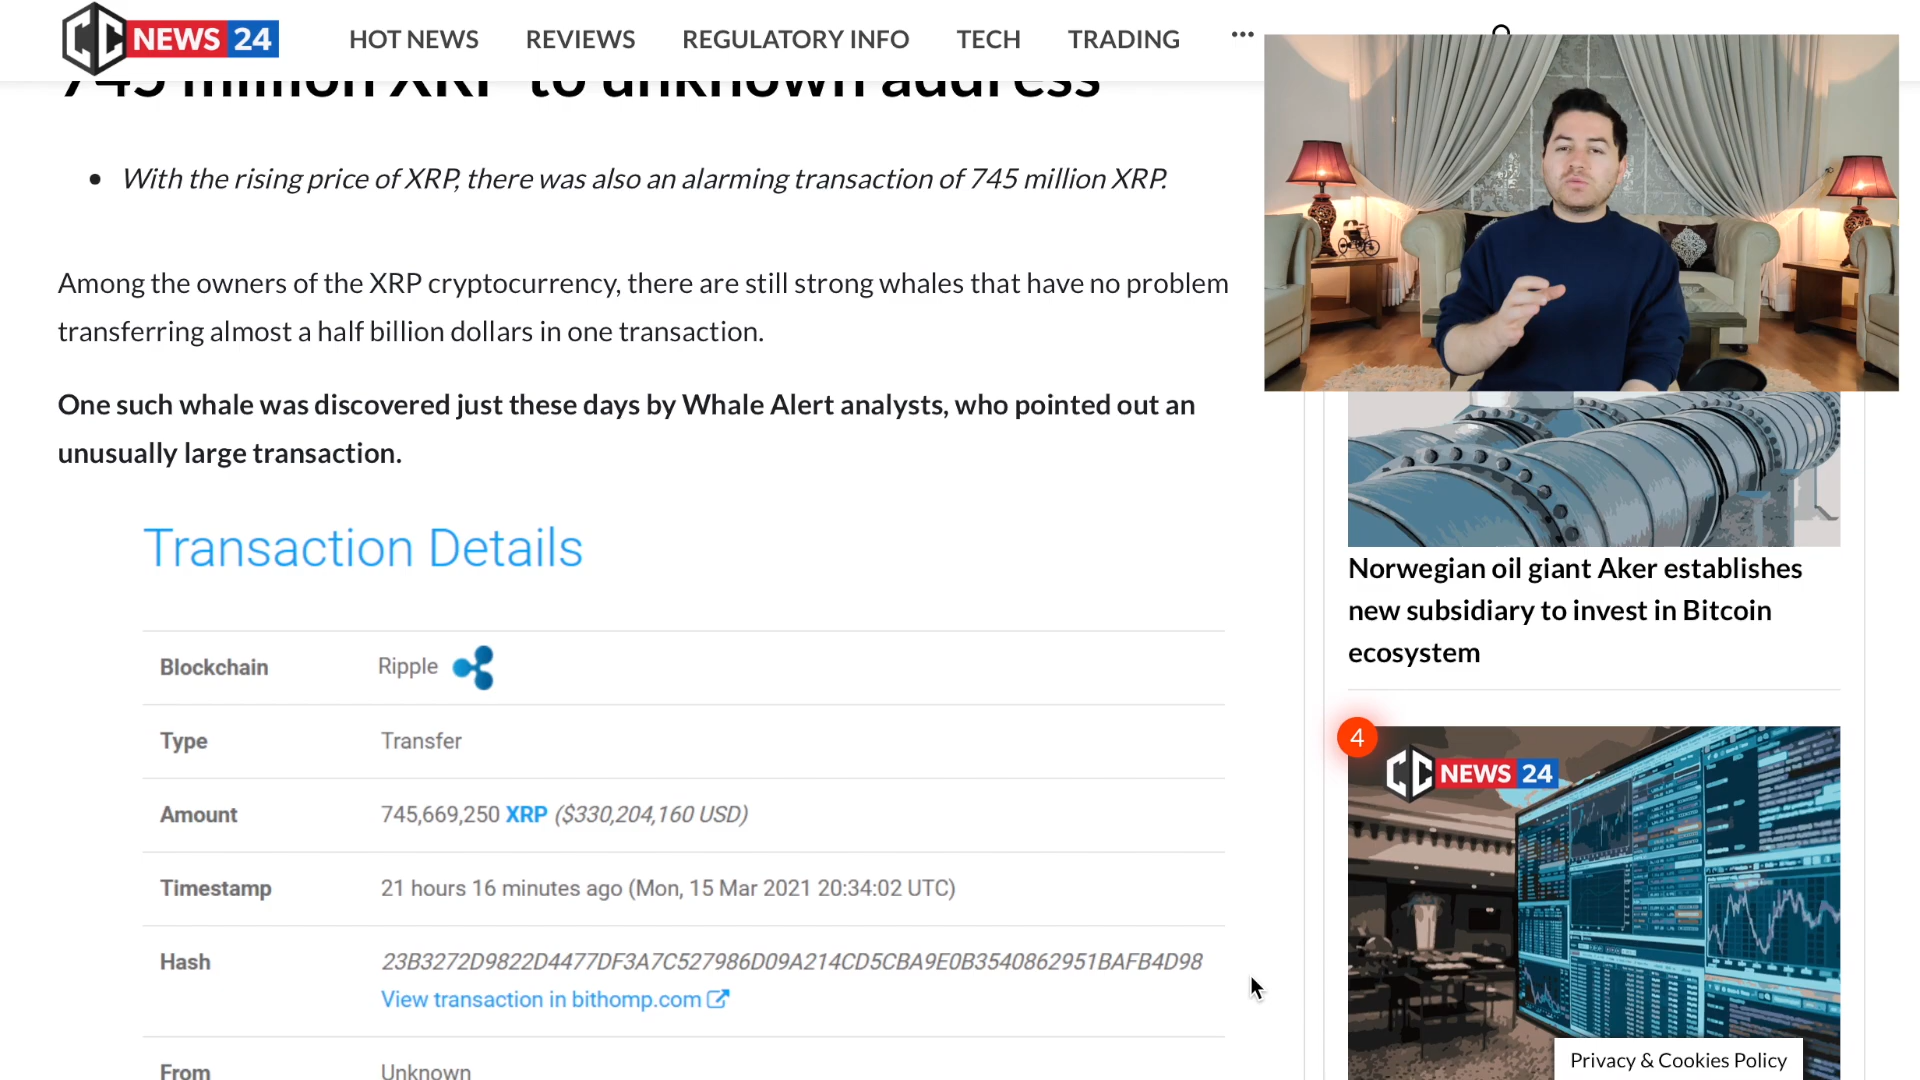 NEWS 24
HOT NEWS
REVIEWS
REGULATORY INFO
TECH
TRADING
•••
745 million XRP to unknown address
• With the rising price of XRP, there was also an alarming transaction of 745 million XRP.
Among the owners of the XRP cryptocurrency, there are still strong whales that have no problem
transferring almost a half billion dollars in one transaction.
One such whale was discovered just these days by Whale Alert analysts, who pointed out an
unusually large transaction.
Transaction Details
Blockchain Ripple
Type Transfer
Amount 745,669,250 XRP ($330,204,160 USD)
Timestamp 21 hours 16 minutes ago (Mon, 15 Mar 2021 20:34:02 UTC)
Hash 23B3272D9822D4477DF3A7C527986D09A214CD5CBA9E0B3540862951BAFB4D98
View transaction in bithomp.com
From Unknown
Norwegian oil giant Aker establishes
new subsidiary to invest in Bitcoin
ecosystem
4
NEWS 24
Privacy & Cookies Policy